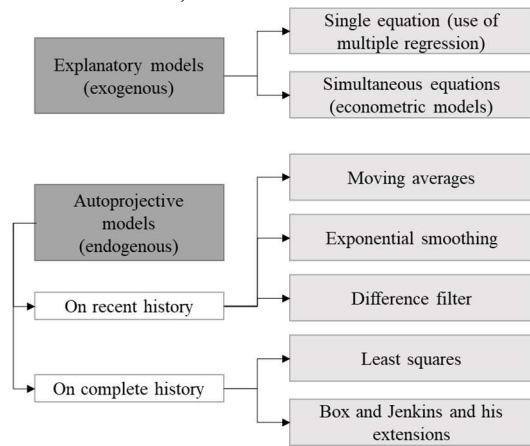 Single equation (use of
multiple regression)
Explanatory models
(exogenous)
Simultaneous equations
(econometric models)
Moving averages
Autoprojective
models
(endogenous)
Exponential smoothing
On recent history
Difference filter
Least squares
On complete history
Box and Jenkins and his
extensions